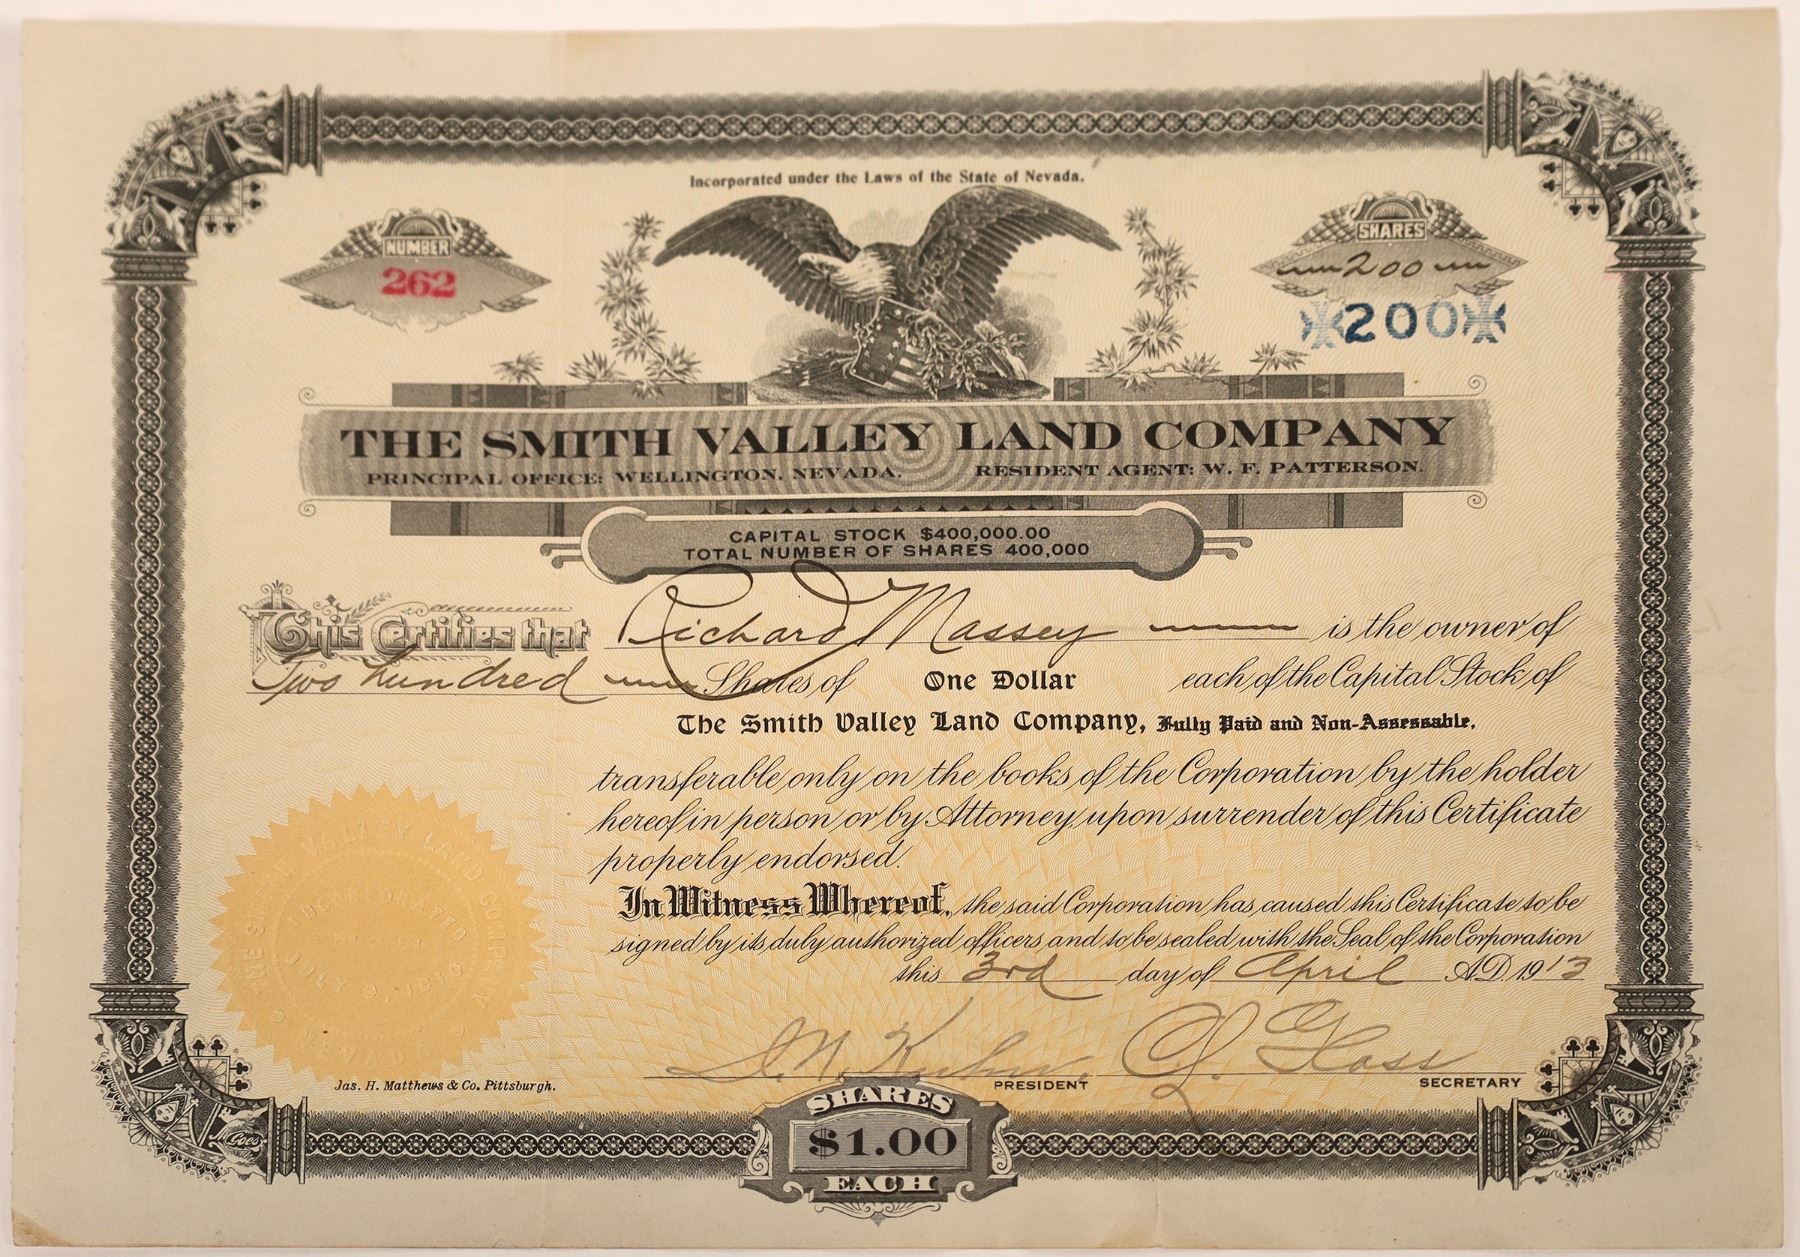 Incorporated under the Laws of the State of Nevada.
NUMBER
262
SHARES
200
200
THE SMITH VALLEY LAND COMPANY
PRINCIPAL OFFICE: WELLINGTON, NEVADA. RESIDENT AGENT: W. F. PATTERSON.
CAPITAL STOCK $400,000.00
TOTAL NUMBER OF SHARES 400,000
This Certifies that Richard Massey is the owner of
Two hundred Shares of One Dollar each of the Capital Stock of
The Smith Valley Land Company, Fully Paid and Non-Assessable.
transferable only on the books of the Corporation by the holder
hereof in person or by Attorney upon surrender of this Certificate
properly endorsed.
In Witness Whereof, the said Corporation has caused this Certificate to be
signed by its duly authorized officers and to be sealed with the Seal of the Corporation
this 3rd day of April A.D. 1913
THE SMITH VALLEY LAND COMPANY
INCORPORATED
JULY 9, 1910
NEVADA
Kuhn. PRESIDENT
Glass SECRETARY
Jas. H. Matthews & Co. Pittsburgh.
Goes
SHARES
$1.00
EACH